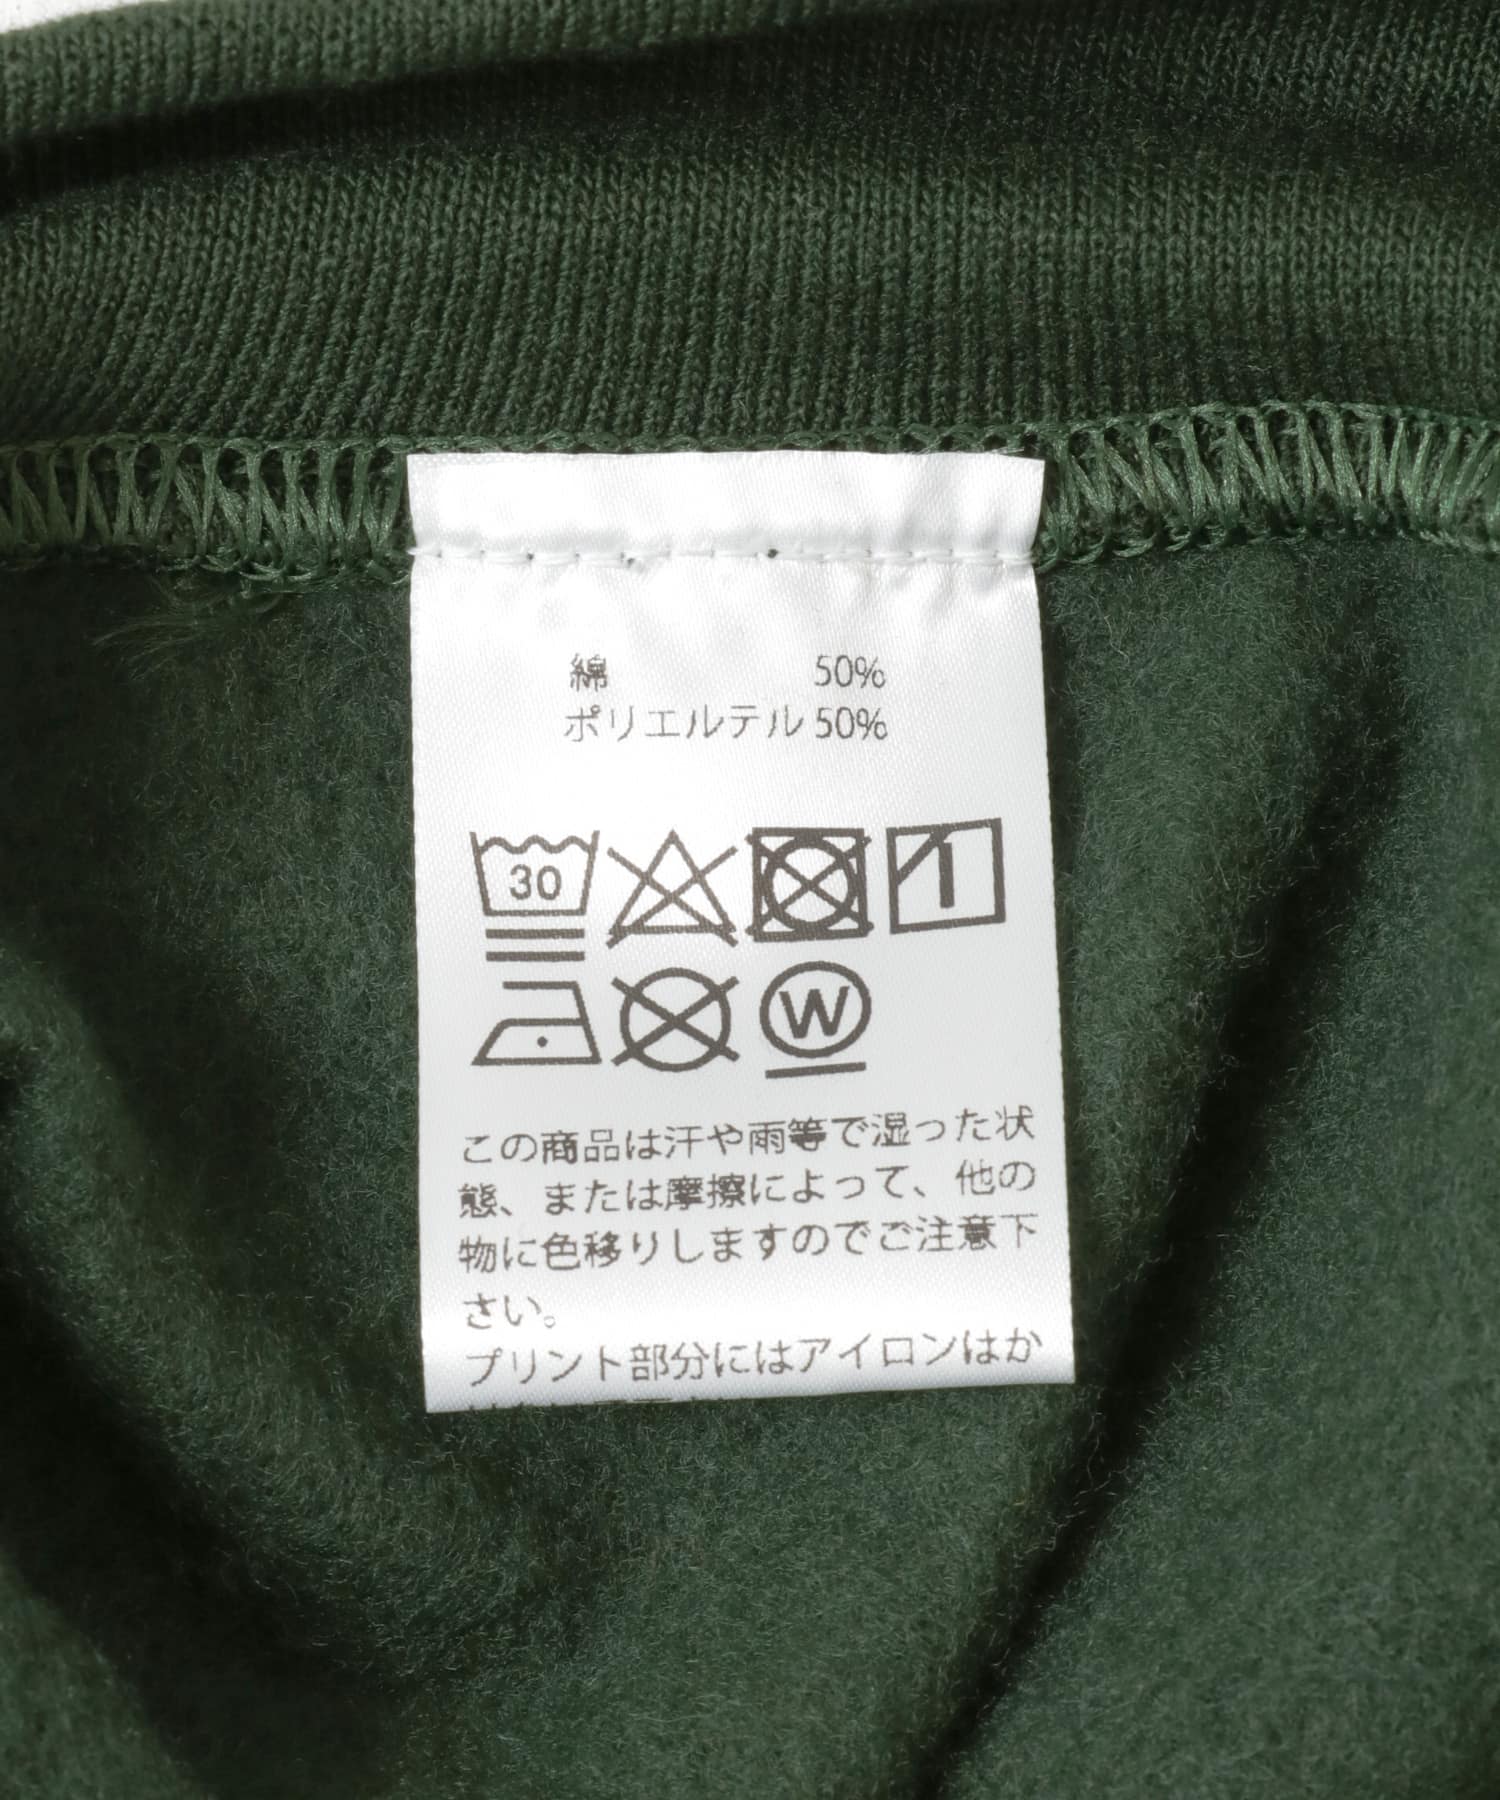 綿 50%
ポリエルテル 50%
30
W
この商品は汗や雨等で湿った状
態、または摩擦によって、他の
物に色移りしますのでご注意下
さい。
プリント部分にはアイロンはか